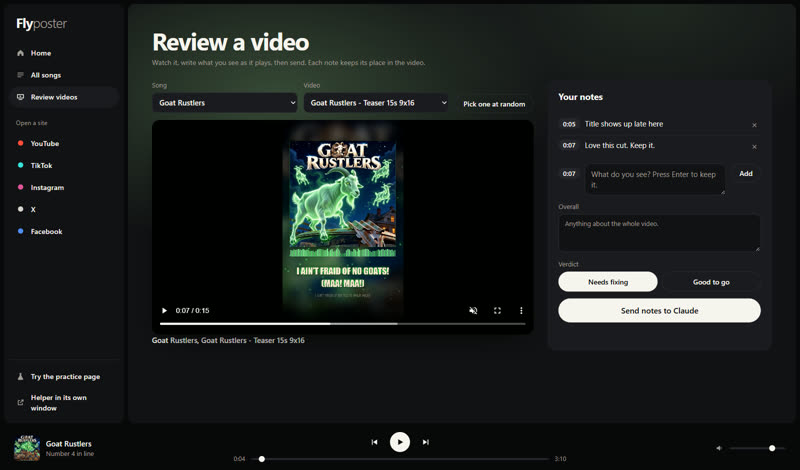 Flyposter
Home
All songs
Review videos
Open a site
YouTube
TikTok
Instagram
X
Facebook
Try the practice page
Helper in its own
window
Review a video
Watch it, write what you see as it plays, then send. Each note keeps its place in the video.
Song
Video
Goat Rustlers
Goat Rustlers - Teaser 15s 9x16
Pick one at random
GOAT
RUSTLERS
I AIN'T FRAID OF NO GOATS!
(MAA! MAA!)
0:07 / 0:15
Goat Rustlers, Goat Rustlers - Teaser 15s 9x16
Your notes
0:05 Title shows up late here ×
0:07 Love this cut. Keep it. ×
0:07 What do you see? Press Enter to keep
it.
Add
Overall
Anything about the whole video.
Verdict
Needs fixing
Good to go
Send notes to Claude
Goat Rustlers
Number 4 in line
0:04
3:10